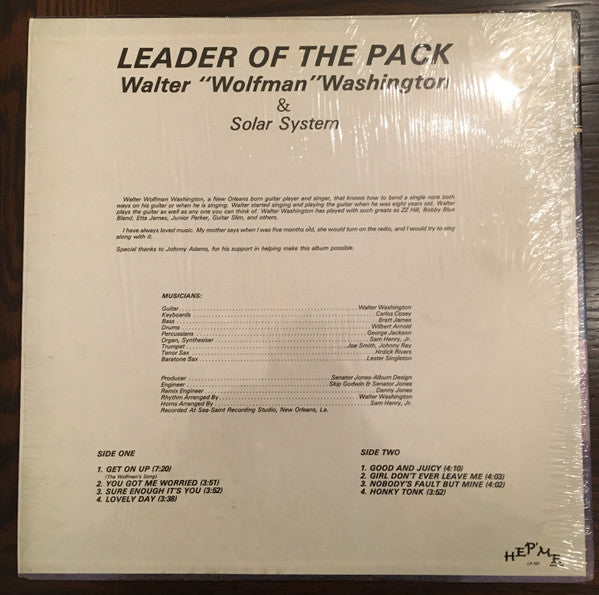 LEADER OF THE PACK
Walter "Wolfman" Washington
&
Solar System
Walter Wolfman Washington, a New Orleans born guitar player and singer, that knows how to bend a single note both
ways on his guitar or when he is singing. Walter started singing and playing the guitar when he was eight years old. Walter
plays the guitar as well as any one you can think of. Walter Washington has played with such greats as ZZ Hill, Bobby Blue
Bland, Etta James, Junior Parker, Guitar Slim, and others.
I have always loved music. My mother says when I was five months old, she would turn on the radio, and I would try to sing
along with it.
Special thanks to Johnny Adams, for his support in helping make this album possible.
MUSICIANS:
Guitar Walter Washington
Keyboards Carlos Cosey
Bass Bratt James
Drums Wilbert Arnold
Percussians George Jackson
Organ, Synthesiser Sam Henry, Jr.
Trumpet Joe Smith, Johnny Ray
Tenor Sax Hrdick Rivers
Barstone Sax Lester Singleton
Producer Senator Jones-Album Design
Engineer Skip Godwin & Senator Jones
Remix Engineer Danny Jones
Rhythm Arranged By Walter Washington
Horns Arranged By Sam Henry, Jr.
Recorded At Sea-Saint Recording Studio, New Orleans, La.
SIDE ONE
1. GET ON UP (7:20)
(The Wolfman's Song)
2. YOU GOT ME WORRIED (3:51)
3. SURE ENOUGH IT'S YOU (3:52)
4. LOVELY DAY (3:38)
SIDE TWO
1. GOOD AND JUICY (4:10)
2. GIRL DON'T EVER LEAVE ME (4:03)
3. NOBODY'S FAULT BUT MINE (4:02)
4. HONKY TONK (3:52)
HEP' ME